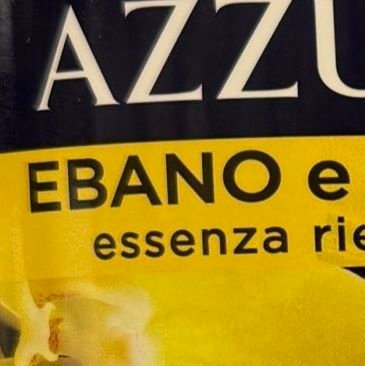 AZZU
EBANO e
essenza rie